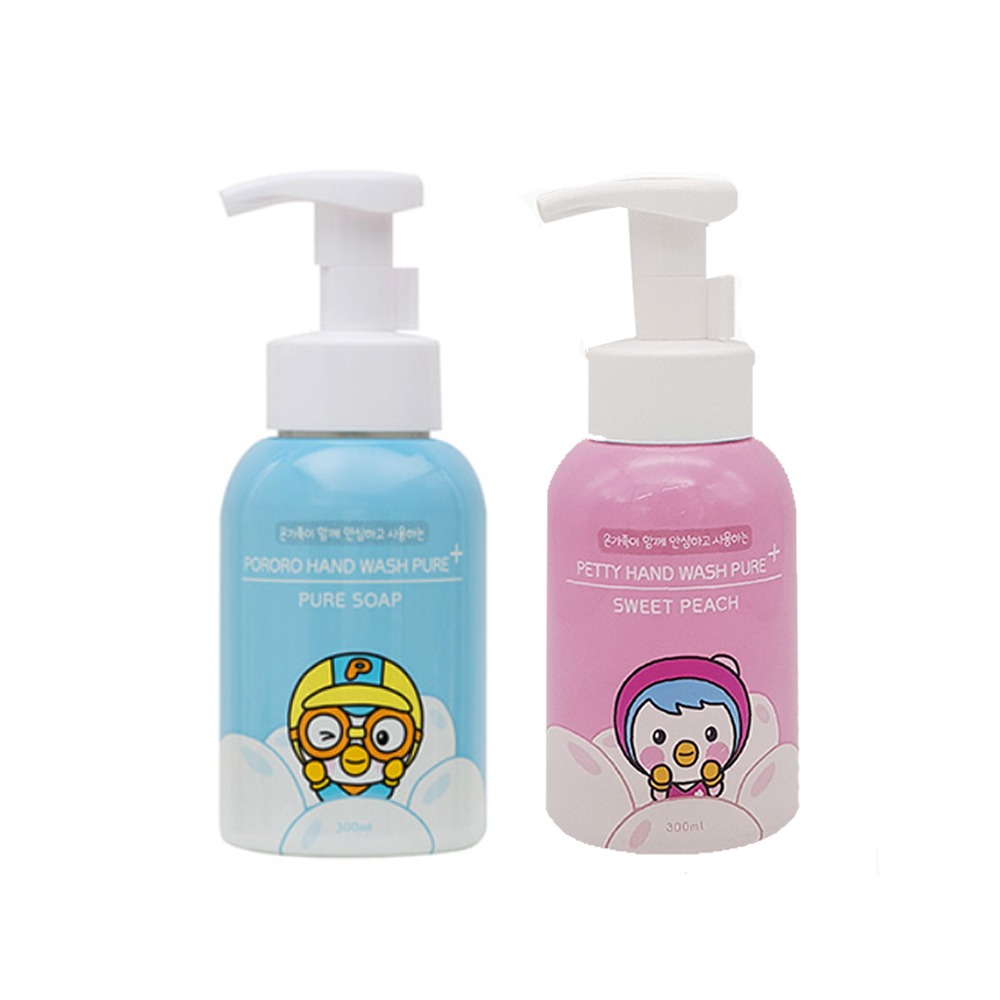 온가족이 함께 안심하고 사용하는
PORORO HAND WASH PURE+
PURE SOAP
P
300ml
온가족이 함께 안심하고 사용하는
PETTY HAND WASH PURE+
SWEET PEACH
300ml